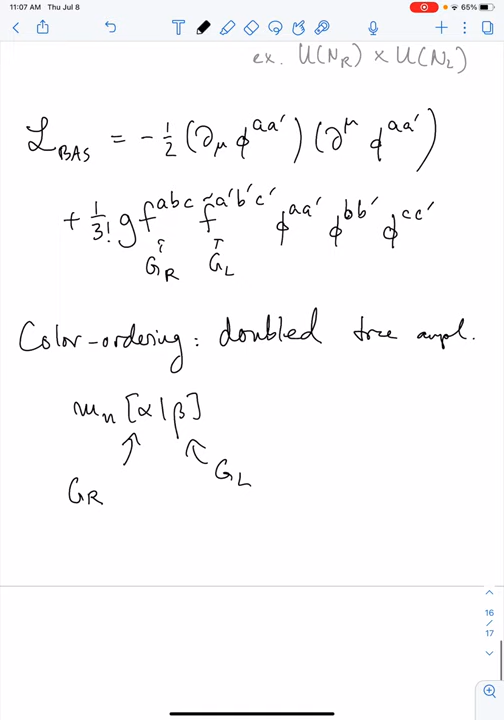 11:07 AM Thu Jul 8
65%
ex. U(N_R) × U(N_L)
ℒ_BAS = -½ (∂_μ φ^{aa'}) (∂^μ φ^{aa'})
+ 1/3! g f^{abc} f̃^{a'b'c'} φ^{aa'} φ^{bb'} φ^{cc'}
G_R G_L
Color-ordering: doubled tree ampl.
m_n [α|β]
G_L
G_R
16
/
17